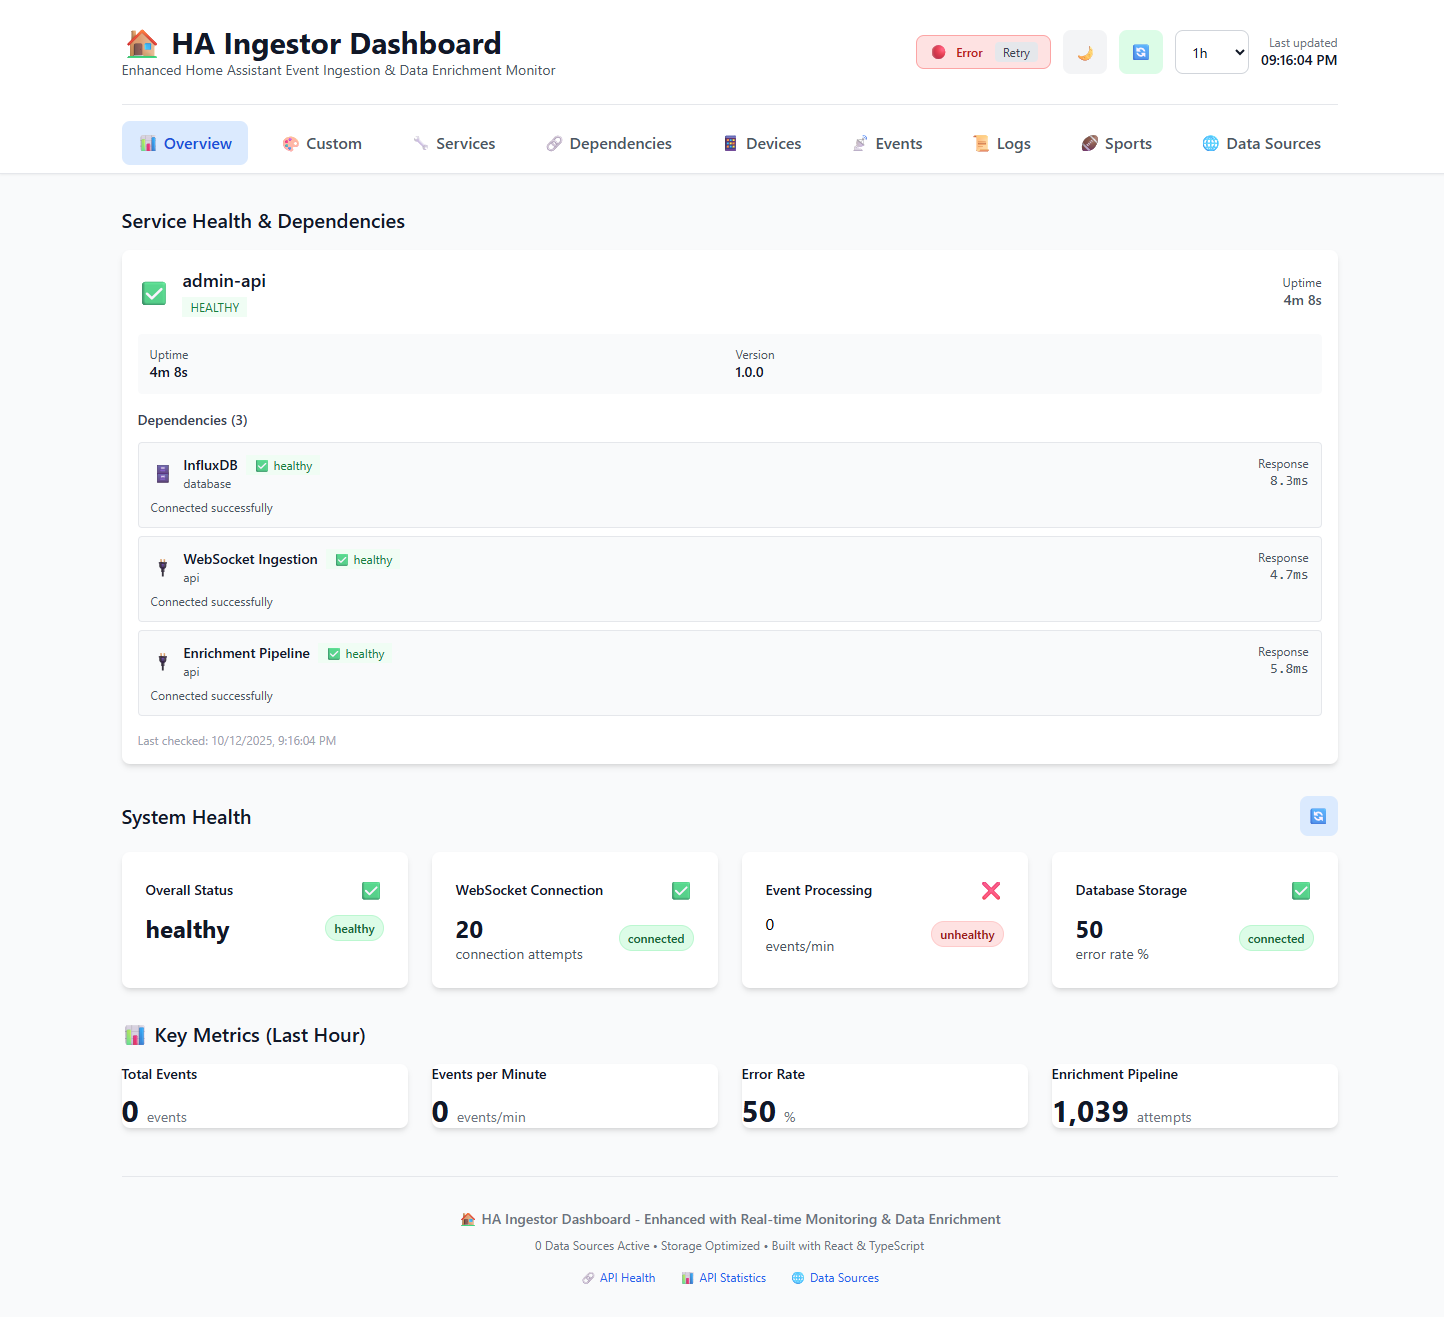 HA Ingestor Dashboard
Enhanced Home Assistant Event Ingestion & Data Enrichment Monitor
Error Retry
1h
Last updated
09:16:04 PM
Overview Custom Services Dependencies Devices Events Logs Sports Data Sources
Service Health & Dependencies
admin-api
HEALTHY
Uptime
4m 8s
Uptime
4m 8s
Version
1.0.0
Dependencies (3)
InfluxDB healthy
database
Connected successfully
Response
8.3ms
WebSocket Ingestion healthy
api
Connected successfully
Response
4.7ms
Enrichment Pipeline healthy
api
Connected successfully
Response
5.8ms
Last checked: 10/12/2025, 9:16:04 PM
System Health
Overall Status
healthy
healthy
WebSocket Connection
20
connection attempts
connected
Event Processing
0
events/min
unhealthy
Database Storage
50
error rate %
connected
Key Metrics (Last Hour)
Total Events
0 events
Events per Minute
0 events/min
Error Rate
50 %
Enrichment Pipeline
1,039 attempts
HA Ingestor Dashboard - Enhanced with Real-time Monitoring & Data Enrichment
0 Data Sources Active • Storage Optimized • Built with React & TypeScript
API Health API Statistics Data Sources